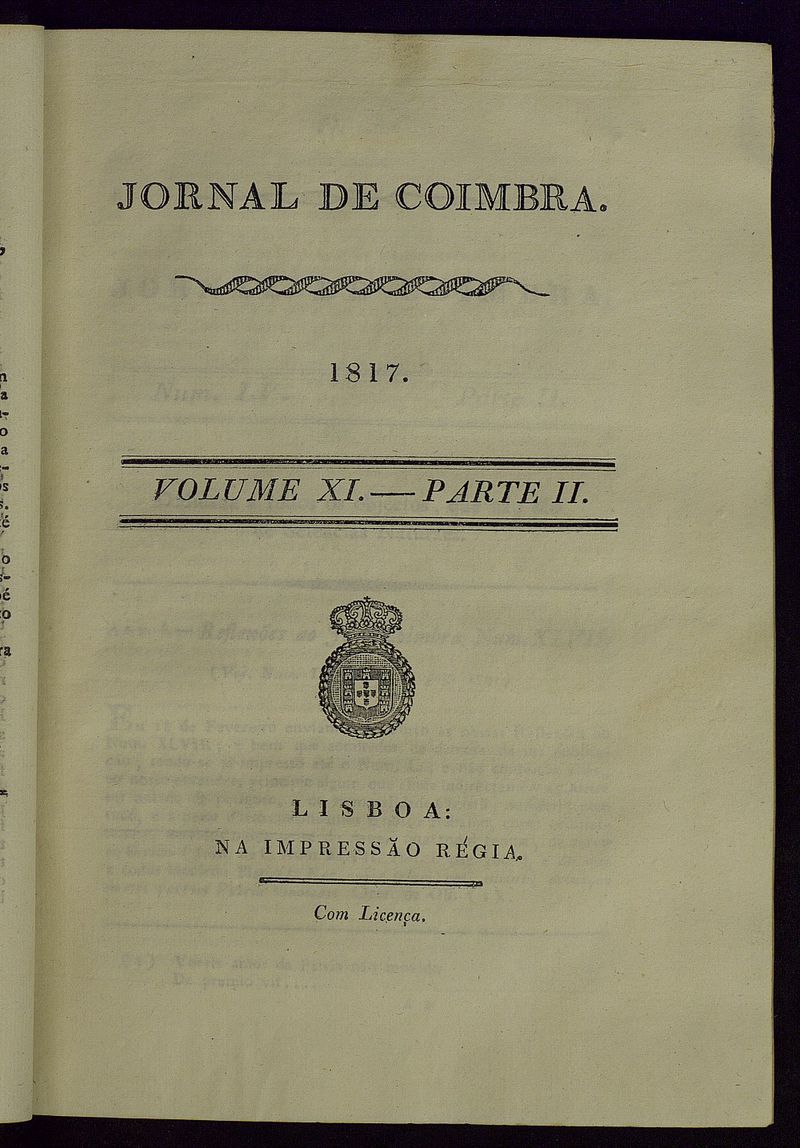 JORNAL DE COIMBRA.
1817.
VOLUME XI.—PARTE II.
LISBOA:
NA IMPRESSÃO RÉGIA.
Com Licença.